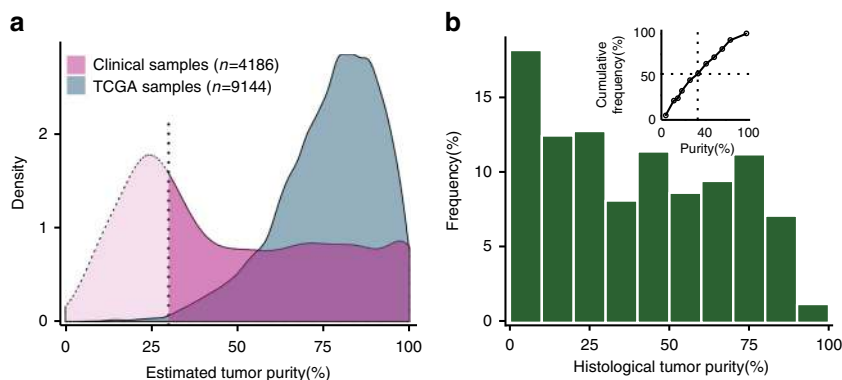 a
Clinical samples (n=4186)
TCGA samples (n=9144)
2
1
0
Density
0 25 50 75 100
Estimated tumor purity(%)
b
15
10
5
0
Frequency(%)
0 25 50 75 100
Histological tumor purity(%)
100
50
0
Cumulative
frequency(%)
0 40 100
Purity(%)